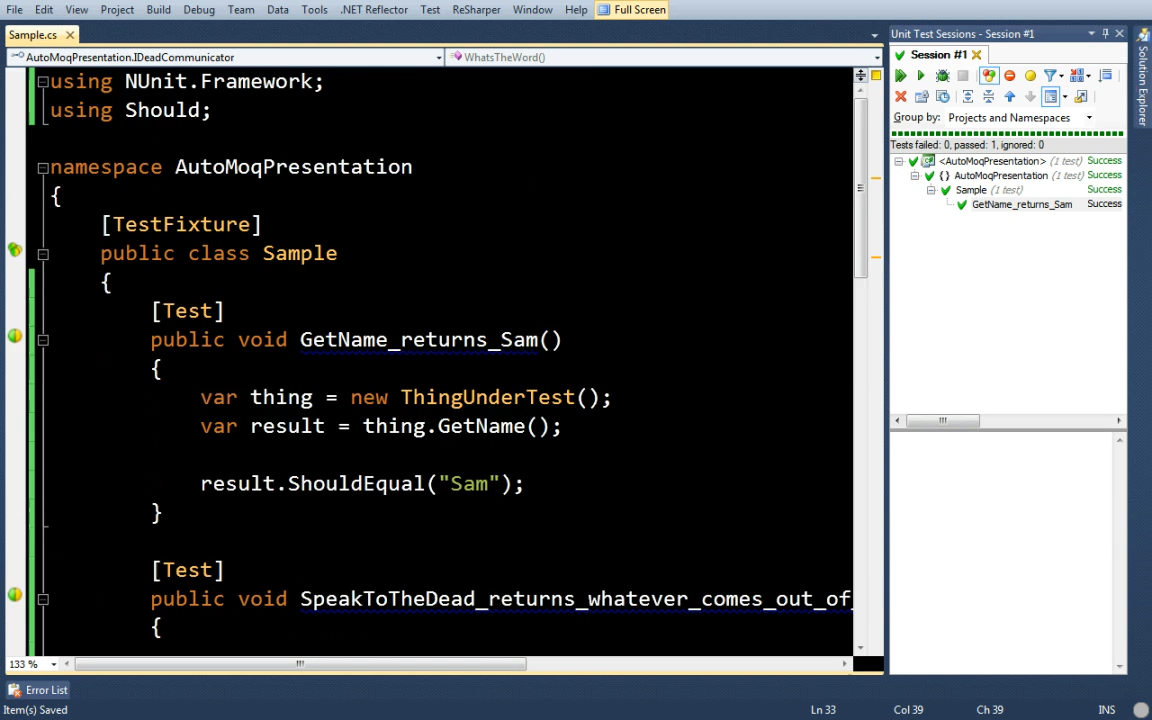 File Edit View Project Build Debug Team Data Tools .NET Reflector Test ReSharper Window Help Full Screen
Sample.cs
AutoMoqPresentation.IDeadCommunicator
WhatsTheWord()
using NUnit.Framework;
using Should;
namespace AutoMoqPresentation
{
[TestFixture]
public class Sample
{
[Test]
public void GetName_returns_Sam()
{
var thing = new ThingUnderTest();
var result = thing.GetName();
result.ShouldEqual("Sam");
}
[Test]
public void SpeakToTheDead_returns_whatever_comes_out_of_
{
133 %
Unit Test Sessions - Session #1
Session #1
Group by: Projects and Namespaces
Tests failed: 0, passed: 1, ignored: 0
<AutoMoqPresentation> (1 test) Success
{} AutoMoqPresentation (1 test) Success
Sample (1 test) Success
GetName_returns_Sam Success
Solution Explorer
Error List
Item(s) Saved
Ln 33 Col 39 Ch 39 INS